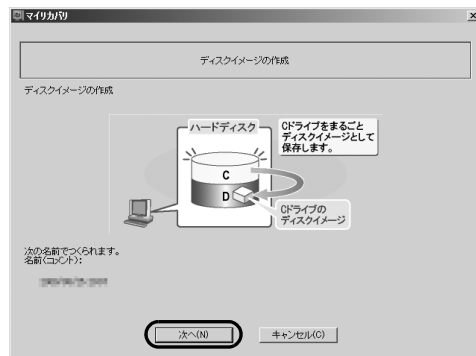 マイリカバリ
ディスクイメージの作成
ディスクイメージの作成
ハードディスク
Cドライブをまるごと
ディスクイメージとして
保存します。
C
D
Cドライブの
ディスクイメージ
次の名前でつくられます。
名前(コメント):
次へ(N)
キャンセル(C)